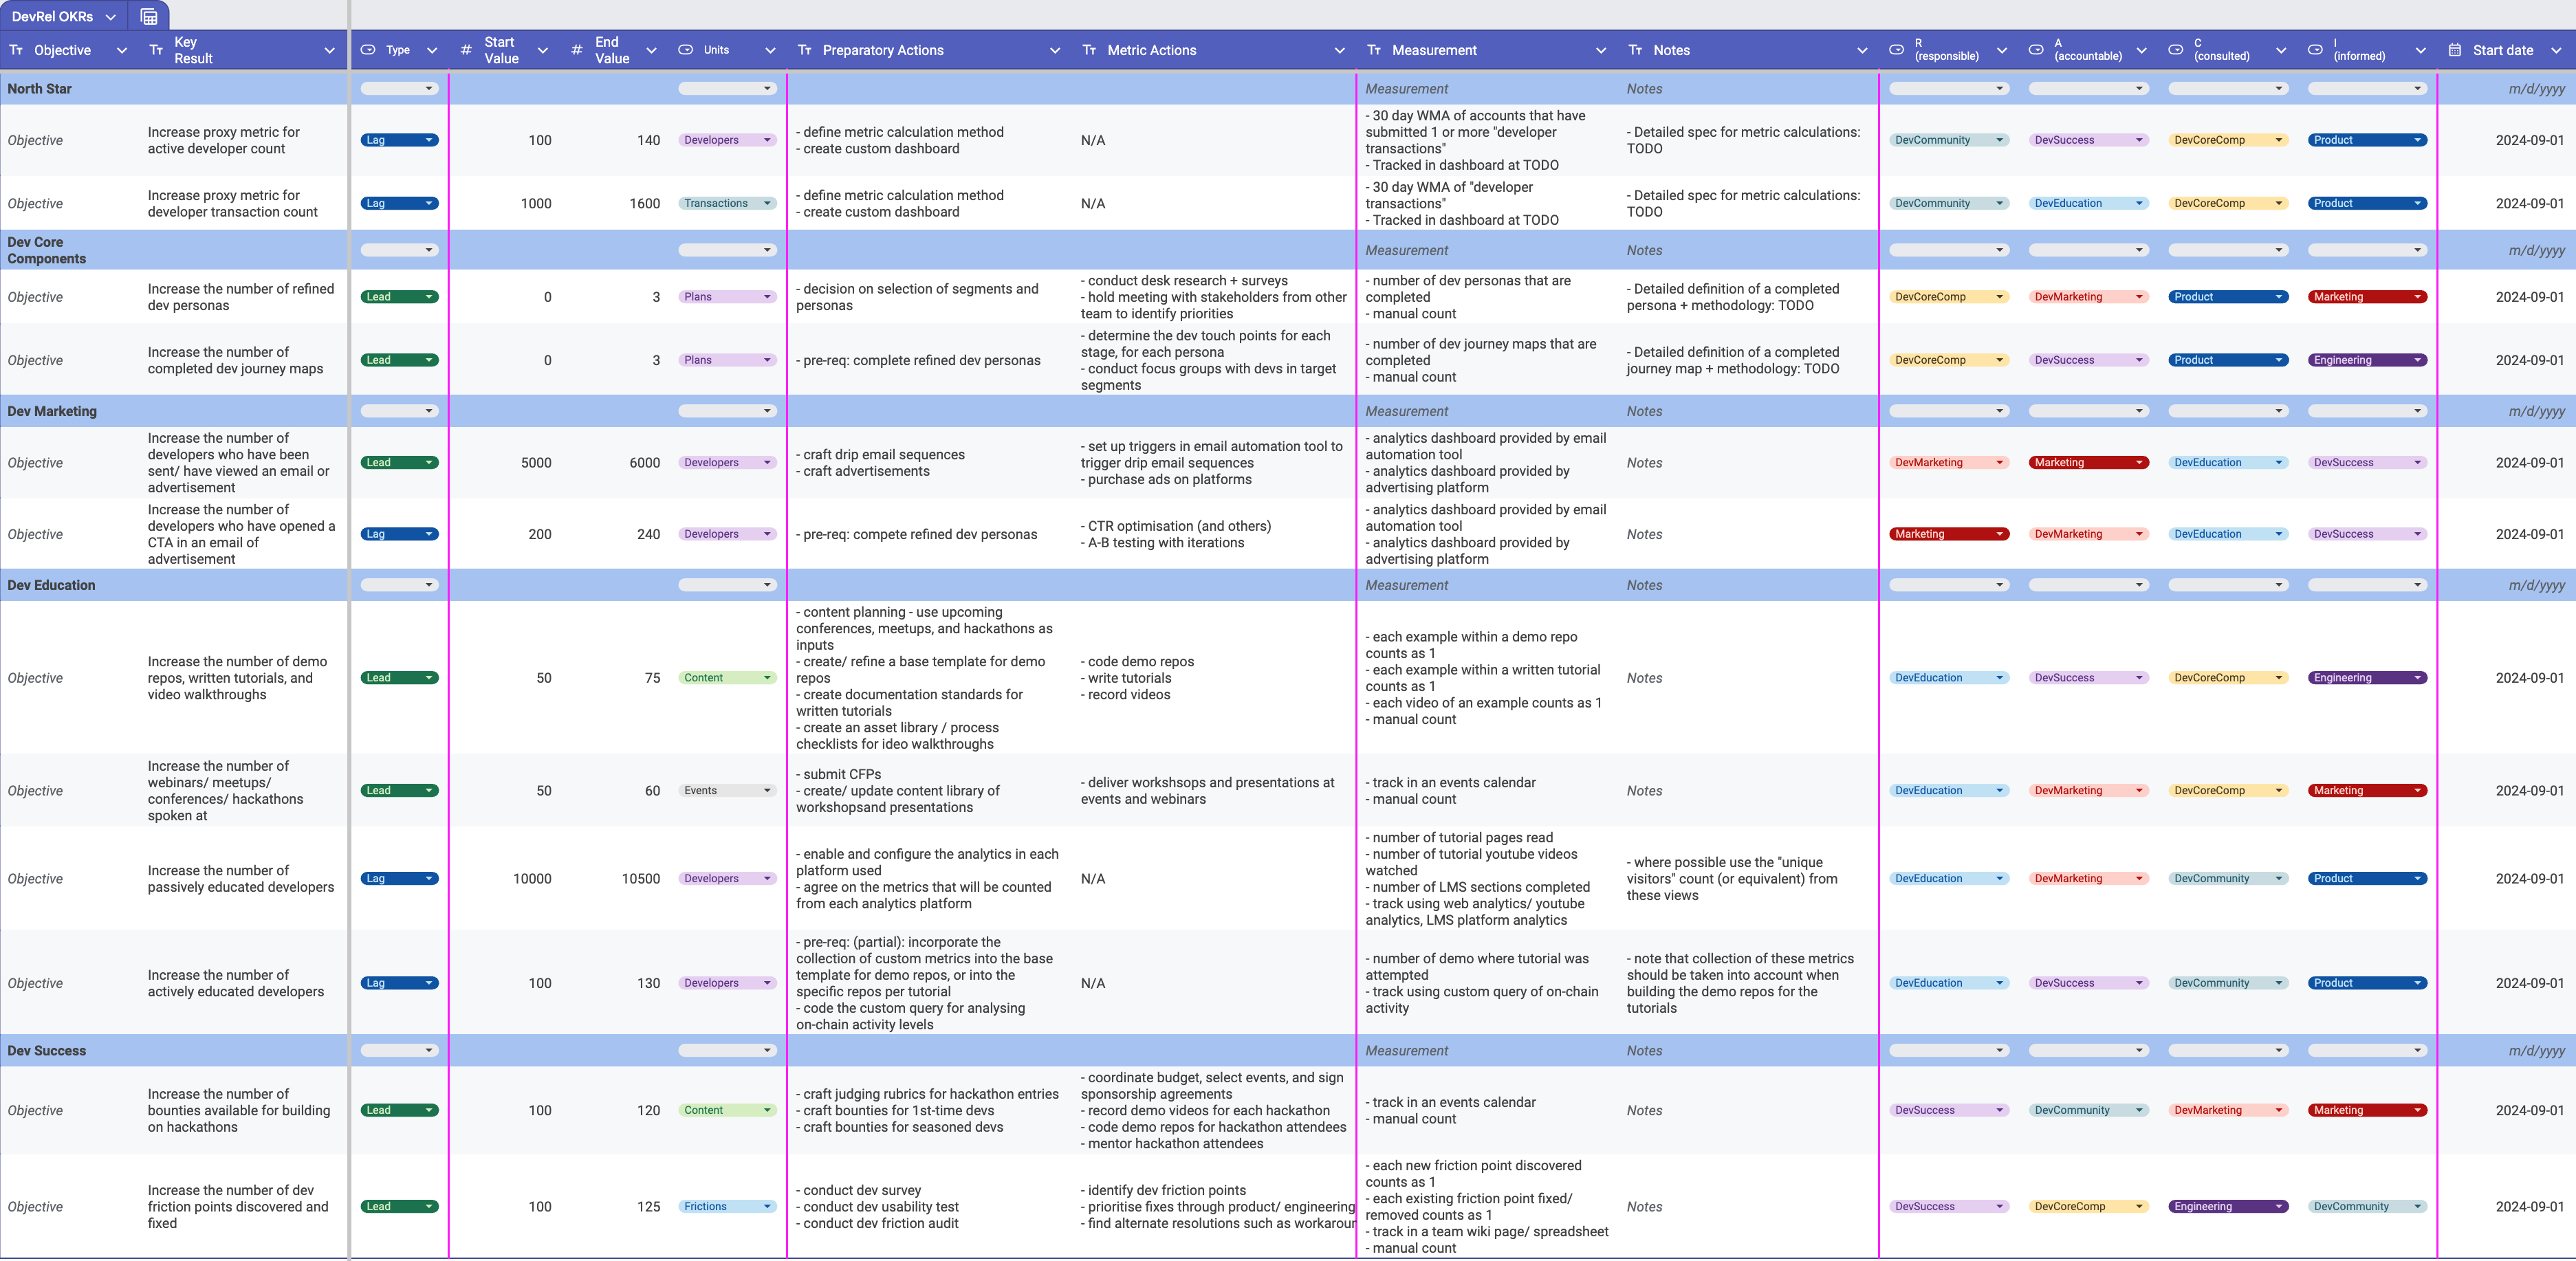 DevRel OKRs
Objective
Key
Result
Type
Start
Value
End
Value
Units
Preparatory Actions
Metric Actions
Measurement
Notes
R
(responsible)
A
(accountable)
C
(consulted)
I
(informed)
Start date
North Star
Measurement
Notes
m/d/yyyy
Objective
Increase proxy metric for
active developer count
Lag
100
140
Developers
- define metric calculation method
- create custom dashboard
N/A
- 30 day WMA of accounts that have
submitted 1 or more "developer
transactions"
- Tracked in dashboard at TODO
- Detailed spec for metric calculations:
TODO
DevCommunity
DevSuccess
DevCoreComp
Product
2024-09-01
Objective
Increase proxy metric for
developer transaction count
Lag
1000
1600
Transactions
- define metric calculation method
- create custom dashboard
N/A
- 30 day WMA of "developer
transactions"
- Tracked in dashboard at TODO
- Detailed spec for metric calculations:
TODO
DevCommunity
DevEducation
DevCoreComp
Product
2024-09-01
Dev Core
Components
Measurement
Notes
m/d/yyyy
Objective
Increase the number of refined
dev personas
Lead
0
3
Plans
- decision on selection of segments and
personas
- conduct desk research + surveys
- hold meeting with stakeholders from other
team to identify priorities
- number of dev personas that are
completed
- manual count
- Detailed definition of a completed
persona + methodology: TODO
DevCoreComp
DevMarketing
Product
Marketing
2024-09-01
Objective
Increase the number of
completed dev journey maps
Lead
0
3
Plans
- pre-req: complete refined dev personas
- determine the dev touch points for each
stage, for each persona
- conduct focus groups with devs in target
segments
- number of dev journey maps that are
completed
- manual count
- Detailed definition of a completed
journey map + methodology: TODO
DevCoreComp
DevSuccess
Product
Engineering
2024-09-01
Dev Marketing
Measurement
Notes
m/d/yyyy
Objective
Increase the number of
developers who have been
sent/ have viewed an email or
advertisement
Lead
5000
6000
Developers
- craft drip email sequences
- craft advertisements
- set up triggers in email automation tool to
trigger drip email sequences
- purchase ads on platforms
- analytics dashboard provided by email
automation tool
- analytics dashboard provided by
advertising platform
Notes
DevMarketing
Marketing
DevEducation
DevSuccess
2024-09-01
Objective
Increase the number of
developers who have opened a
CTA in an email of
advertisement
Lag
200
240
Developers
- pre-req: compete refined dev personas
- CTR optimisation (and others)
- A-B testing with iterations
- analytics dashboard provided by email
automation tool
- analytics dashboard provided by
advertising platform
Notes
Marketing
DevMarketing
DevEducation
DevSuccess
2024-09-01
Dev Education
Measurement
Notes
m/d/yyyy
Objective
Increase the number of demo
repos, written tutorials, and
video walkthroughs
Lead
50
75
Content
- content planning - use upcoming
conferences, meetups, and hackathons as
inputs
- create/ refine a base template for demo
repos
- create documentation standards for
written tutorials
- create an asset library / process
checklists for ideo walkthroughs
- code demo repos
- write tutorials
- record videos
- each example within a demo repo
counts as 1
- each example within a written tutorial
counts as 1
- each video of an example counts as 1
- manual count
Notes
DevEducation
DevSuccess
DevCoreComp
Engineering
2024-09-01
Objective
Increase the number of
webinars/ meetups/
conferences/ hackathons
spoken at
Lead
50
60
Events
- submit CFPs
- create/ update content library of
workshopsand presentations
- deliver workshsops and presentations at
events and webinars
- track in an events calendar
- manual count
Notes
DevEducation
DevMarketing
DevCoreComp
Marketing
2024-09-01
Objective
Increase the number of
passively educated developers
Lag
10000
10500
Developers
- enable and configure the analytics in each
platform used
- agree on the metrics that will be counted
from each analytics platform
N/A
- number of tutorial pages read
- number of tutorial youtube videos
watched
- number of LMS sections completed
- track using web analytics/ youtube
analytics, LMS platform analytics
- where possible use the "unique
visitors" count (or equivalent) from
these views
DevEducation
DevMarketing
DevCommunity
Product
2024-09-01
Objective
Increase the number of
actively educated developers
Lag
100
130
Developers
- pre-req: (partial): incorporate the
collection of custom metrics into the base
template for demo repos, or into the
specific repos per tutorial
- code the custom query for analysing
on-chain activity levels
N/A
- number of demo where tutorial was
attempted
- track using custom query of on-chain
activity
- note that collection of these metrics
should be taken into account when
building the demo repos for the
tutorials
DevEducation
DevSuccess
DevCommunity
Product
2024-09-01
Dev Success
Measurement
Notes
m/d/yyyy
Objective
Increase the number of
bounties available for building
on hackathons
Lead
100
120
Content
- craft judging rubrics for hackathon entries
- craft bounties for 1st-time devs
- craft bounties for seasoned devs
- coordinate budget, select events, and sign
sponsorship agreements
- record demo videos for each hackathon
- code demo repos for hackathon attendees
- mentor hackathon attendees
- track in an events calendar
- manual count
Notes
DevSuccess
DevCommunity
DevMarketing
Marketing
2024-09-01
Objective
Increase the number of dev
friction points discovered and
fixed
Lead
100
125
Frictions
- conduct dev survey
- conduct dev usability test
- conduct dev friction audit
- identify dev friction points
- prioritise fixes through product/ engineering
- find alternate resolutions such as workarour
- each new friction point discovered
counts as 1
- each existing friction point fixed/
removed counts as 1
- track in a team wiki page/ spreadsheet
- manual count
Notes
DevSuccess
DevCoreComp
Engineering
DevCommunity
2024-09-01